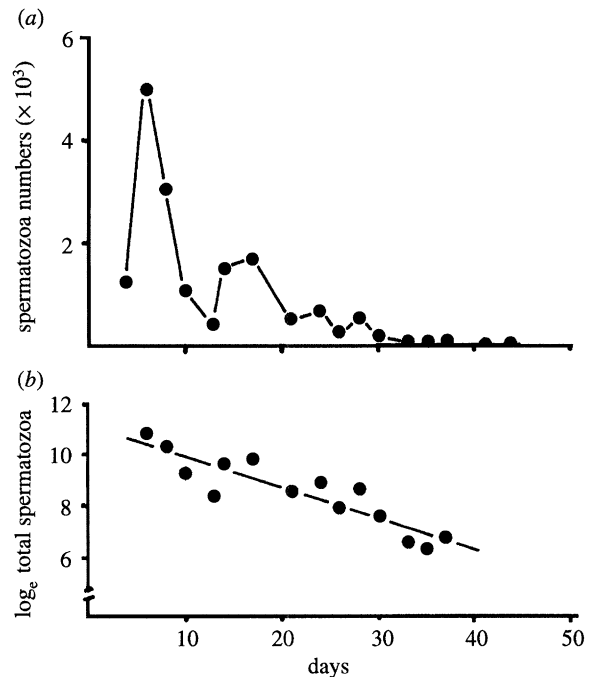 (a)
6
4
2
spermatozoa numbers (× 10³)
(b)
12
10
8
6
logₑ total spermatozoa
10 20 30 40 50
days